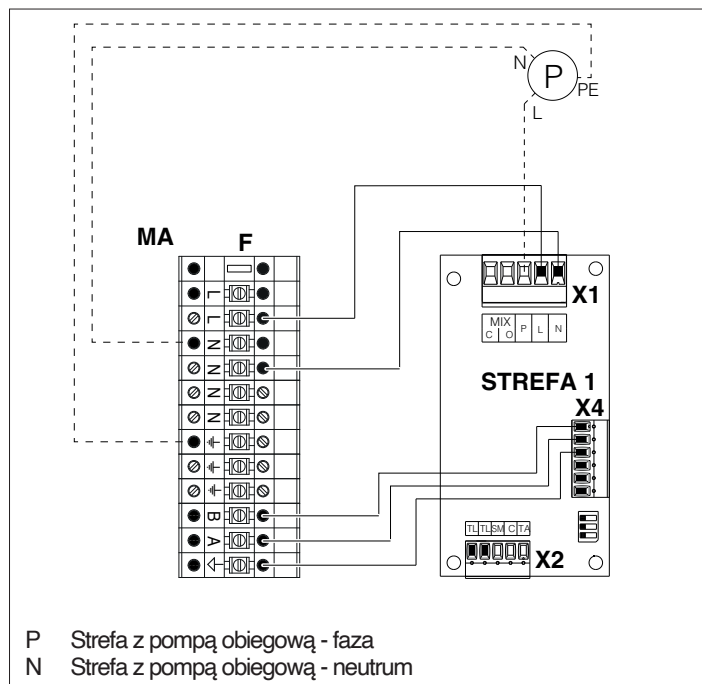 N
P
PE
L
MA
F
L
L
N
N
N
N
B
A
X1
MIX
C O P L N
STREFA 1
X4
TL TL SM C TA
X2
P Strefa z pompą obiegową - faza
N Strefa z pompą obiegową - neutrum